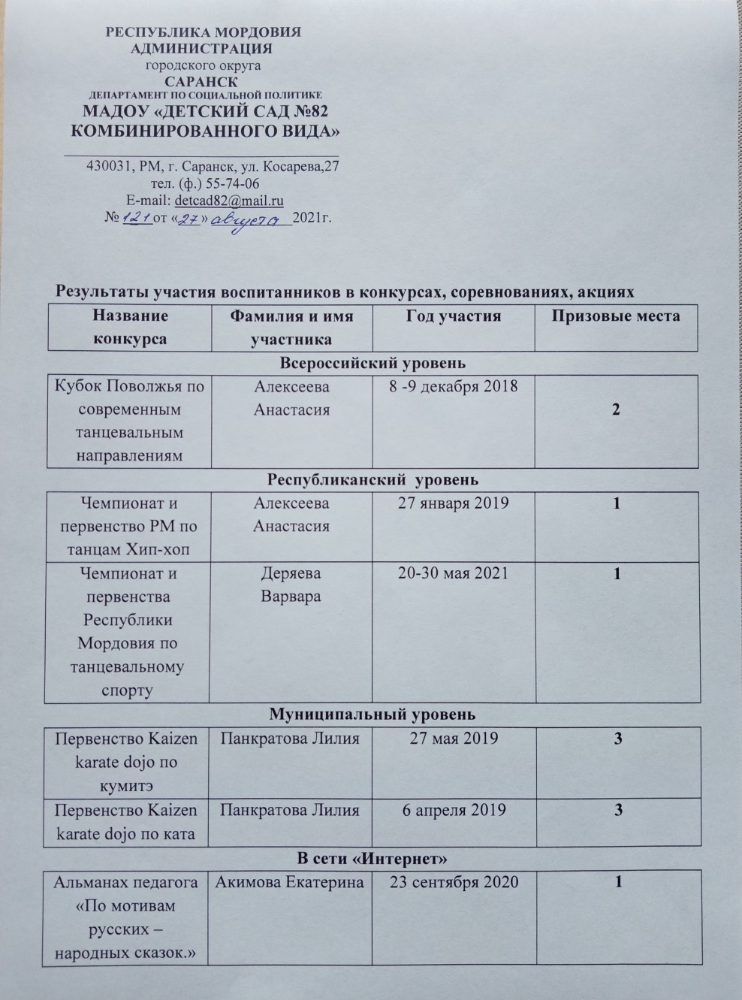 РЕСПУБЛИКА МОРДОВИЯ
АДМИНИСТРАЦИЯ
городского округа
САРАНСК
ДЕПАРТАМЕНТ ПО СОЦИАЛЬНОЙ ПОЛИТИКЕ
МАДОУ «ДЕТСКИЙ САД №82
КОМБИНИРОВАННОГО ВИДА»
430031, РМ, г. Саранск, ул. Косарева,27
тел. (ф.) 55-74-06
E-mail: detcad82@mail.ru
№ 121 от «27» августа 2021г.
Результаты участия воспитанников в конкурсах, соревнованиях, акциях
Название Фамилия и имя Год участия Призовые места
конкурса участника
Всероссийский уровень
Кубок Поволжья по Алексеева 8 -9 декабря 2018
современным Анастасия 2
танцевальным
направлениям
Республиканский уровень
Чемпионат и Алексеева 27 января 2019 1
первенство РМ по Анастасия
танцам Хип-хоп
Чемпионат и Деряева 20-30 мая 2021 1
первенства Варвара
Республики
Мордовия по
танцевальному
спорту
Муниципальный уровень
Первенство Kaizen Панкратова Лилия 27 мая 2019 3
karate dojo по
кумитэ
Первенство Kaizen Панкратова Лилия 6 апреля 2019 3
karate dojo по ката
В сети «Интернет»
Альманах педагога Акимова Екатерина 23 сентября 2020 1
«По мотивам
русских –
народных сказок.»